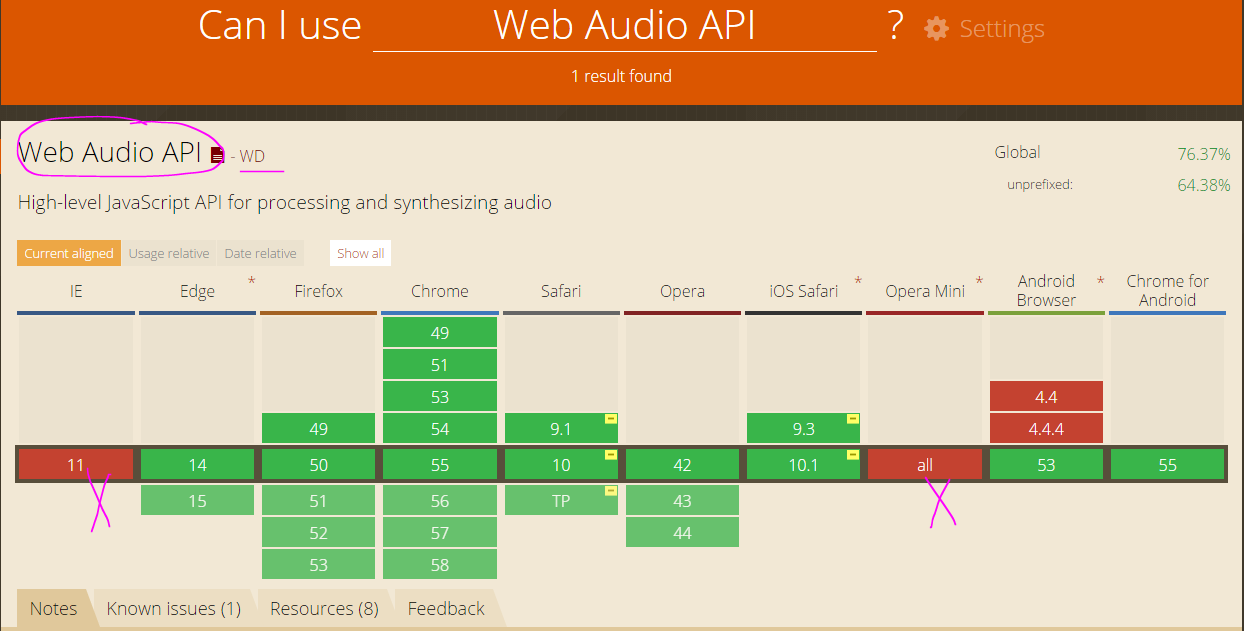 Can I use Web Audio API ? Settings
1 result found
Web Audio API - WD
Global 76.37%
unprefixed: 64.38%
High-level JavaScript API for processing and synthesizing audio
Current aligned Usage relative Date relative Show all
IE Edge * Firefox Chrome Safari Opera iOS Safari * Opera Mini * Android Browser * Chrome for Android
49
51
53 4.4
49 54 9.1 9.3 4.4.4
11 14 50 55 10 42 10.1 all 53 55
15 51 56 TP 43
52 57 44
53 58
Notes Known issues (1) Resources (8) Feedback